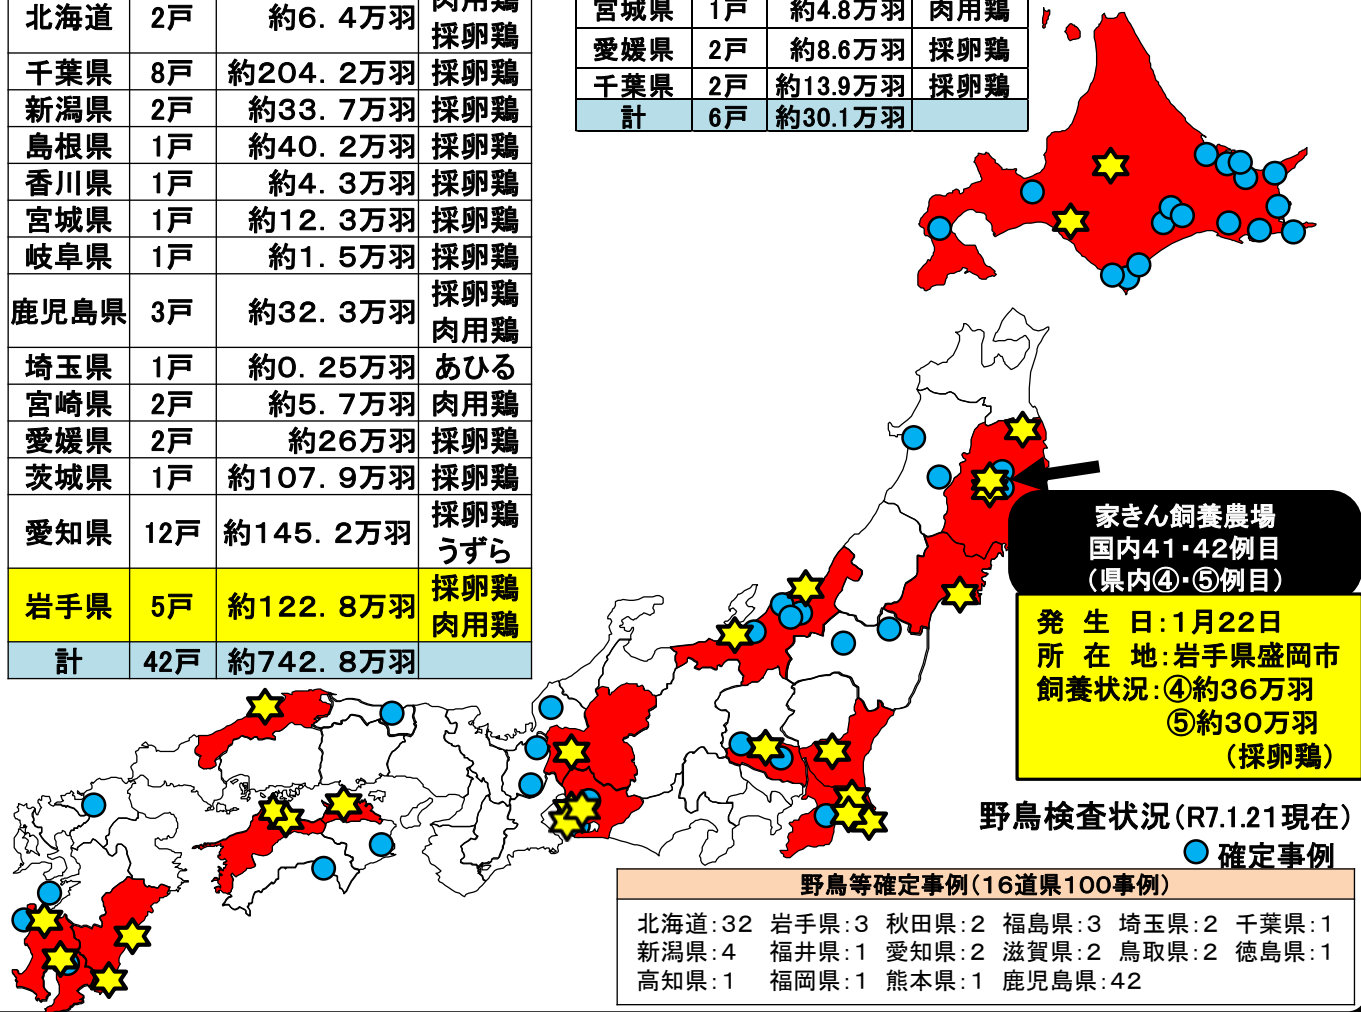 肉用鶏
北海道 2戸 約6.4万羽 採卵鶏
千葉県 8戸 約204.2万羽 採卵鶏
新潟県 2戸 約33.7万羽 採卵鶏
島根県 1戸 約40.2万羽 採卵鶏
香川県 1戸 約4.3万羽 採卵鶏
宮城県 1戸 約12.3万羽 採卵鶏
岐阜県 1戸 約1.5万羽 採卵鶏
鹿児島県 3戸 約32.3万羽 採卵鶏
肉用鶏
埼玉県 1戸 約0.25万羽 あひる
宮崎県 2戸 約5.7万羽 肉用鶏
愛媛県 2戸 約26万羽 採卵鶏
茨城県 1戸 約107.9万羽 採卵鶏
愛知県 12戸 約145.2万羽 採卵鶏
うずら
岩手県 5戸 約122.8万羽 採卵鶏
肉用鶏
計 42戸 約742.8万羽
宮城県 1戸 約4.8万羽 肉用鶏
愛媛県 2戸 約8.6万羽 採卵鶏
千葉県 2戸 約13.9万羽 採卵鶏
計 6戸 約30.1万羽
家きん飼養農場
国内41・42例目
(県内④・⑤例目)
発生日:1月22日
所在地:岩手県盛岡市
飼養状況:④約36万羽
⑤約30万羽
(採卵鶏)
野鳥検査状況(R7.1.21現在)
確定事例
野鳥等確定事例(16道県100事例)
北海道:32 岩手県:3 秋田県:2 福島県:3 埼玉県:2 千葉県:1
新潟県:4 福井県:1 愛知県:2 滋賀県:2 鳥取県:2 徳島県:1
高知県:1 福岡県:1 熊本県:1 鹿児島県:42